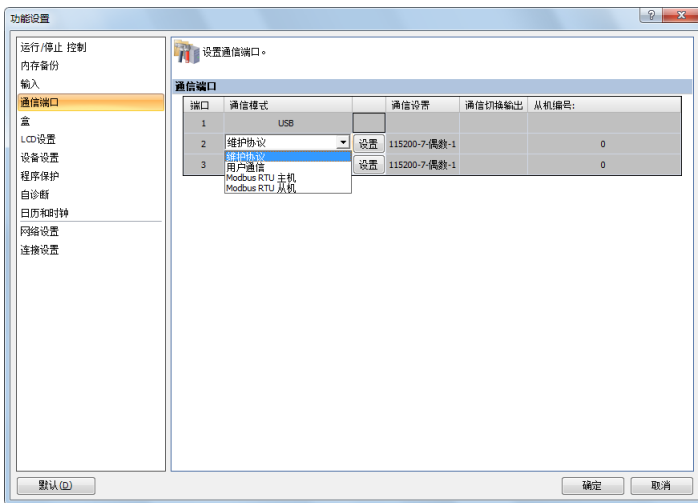 功能设置
运行/停止 控制
内存备份
输入
通信端口
盒
LCD设置
设备设置
程序保护
自诊断
日历和时钟
网络设置
连接设置
设置通信端口。
通信端口
端口 通信模式 通信设置 通信切换输出 从机编号:
1 USB
2 维护协议 设置 115200-7-偶数-1 0
3 设置 115200-7-偶数-1 0
维护协议
用户通信
Modbus RTU 主机
Modbus RTU 从机
默认(D) 确定 取消